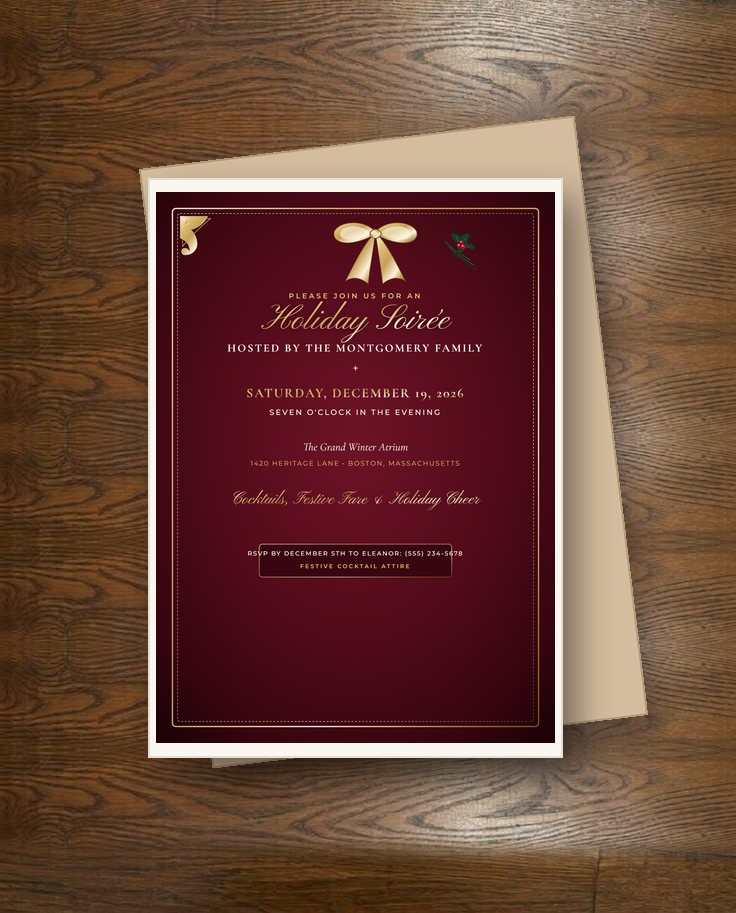 PLEASE JOIN US FOR AN
Holiday Soirée
HOSTED BY THE MONTGOMERY FAMILY
SATURDAY, DECEMBER 19, 2026
SEVEN O'CLOCK IN THE EVENING
The Grand Winter Atrium
1420 HERITAGE LANE · BOSTON, MASSACHUSETTS
Cocktails, Festive Fare & Holiday Cheer
RSVP BY DECEMBER 5TH TO ELEANOR: (555) 234-5678
FESTIVE COCKTAIL ATTIRE